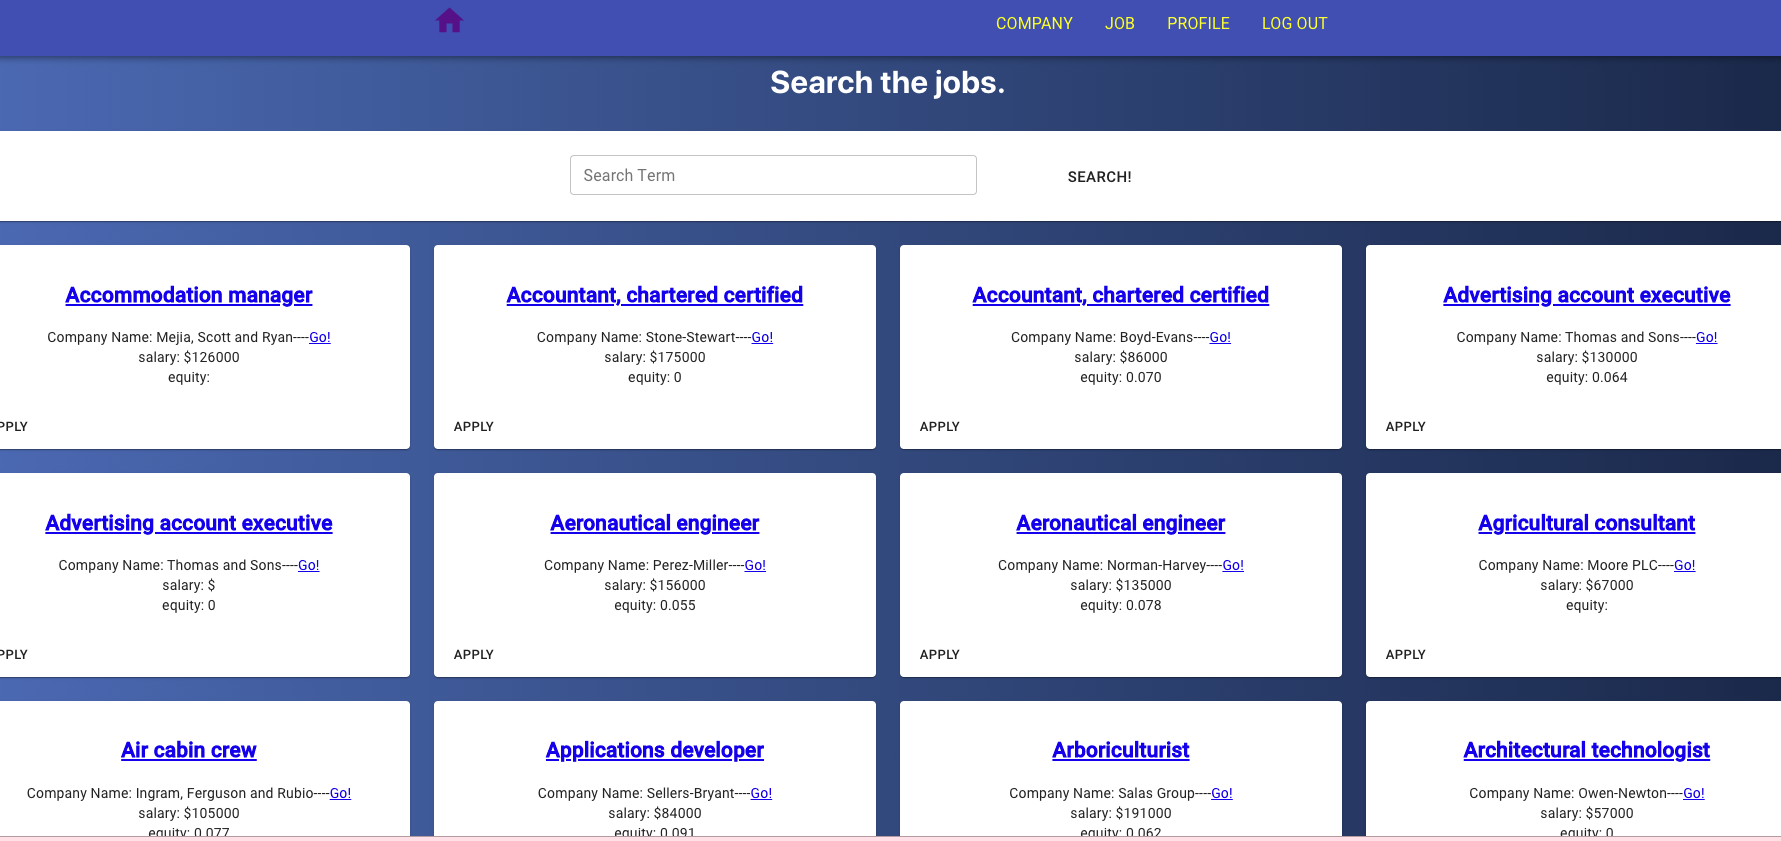 COMPANY JOB PROFILE LOG OUT
Search the jobs.
Search Term
SEARCH!
Accommodation manager
Company Name: Mejia, Scott and Ryan----Go!
salary: $126000
equity:
PPLY
Accountant, chartered certified
Company Name: Stone-Stewart----Go!
salary: $175000
equity: 0
APPLY
Accountant, chartered certified
Company Name: Boyd-Evans----Go!
salary: $86000
equity: 0.070
APPLY
Advertising account executive
Company Name: Thomas and Sons----Go!
salary: $130000
equity: 0.064
APPLY
Advertising account executive
Company Name: Thomas and Sons----Go!
salary: $
equity: 0
PPLY
Aeronautical engineer
Company Name: Perez-Miller----Go!
salary: $156000
equity: 0.055
APPLY
Aeronautical engineer
Company Name: Norman-Harvey----Go!
salary: $135000
equity: 0.078
APPLY
Agricultural consultant
Company Name: Moore PLC----Go!
salary: $67000
equity:
APPLY
Air cabin crew
Company Name: Ingram, Ferguson and Rubio----Go!
salary: $105000
equity: 0.077
Applications developer
Company Name: Sellers-Bryant----Go!
salary: $84000
equity: 0.091
Arboriculturist
Company Name: Salas Group----Go!
salary: $191000
equity: 0.062
Architectural technologist
Company Name: Owen-Newton----Go!
salary: $57000
equity: 0